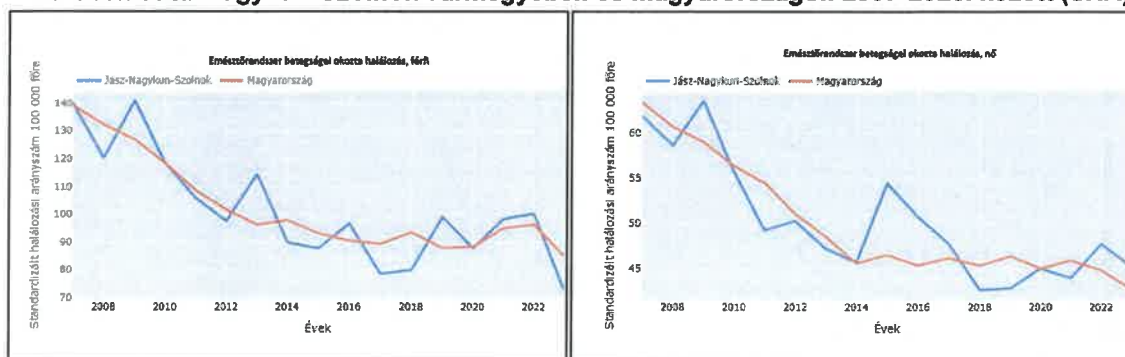 Emésztőrendszer betegségei okozta halálozás, férfi
Jász-Nagykun-Szolnok Magyarország
Standardizált halálozási arányszám 100 000 főre
140
130
120
110
100
90
80
70
2008 2010 2012 2014 2016 2018 2020 2022
Évek
Emésztőrendszer betegségei okozta halálozás, nő
Jász-Nagykun-Szolnok Magyarország
Standardizált halálozási arányszám 100 000 főre
60
55
50
45
2008 2010 2012 2014 2016 2018 2020 2022
Évek